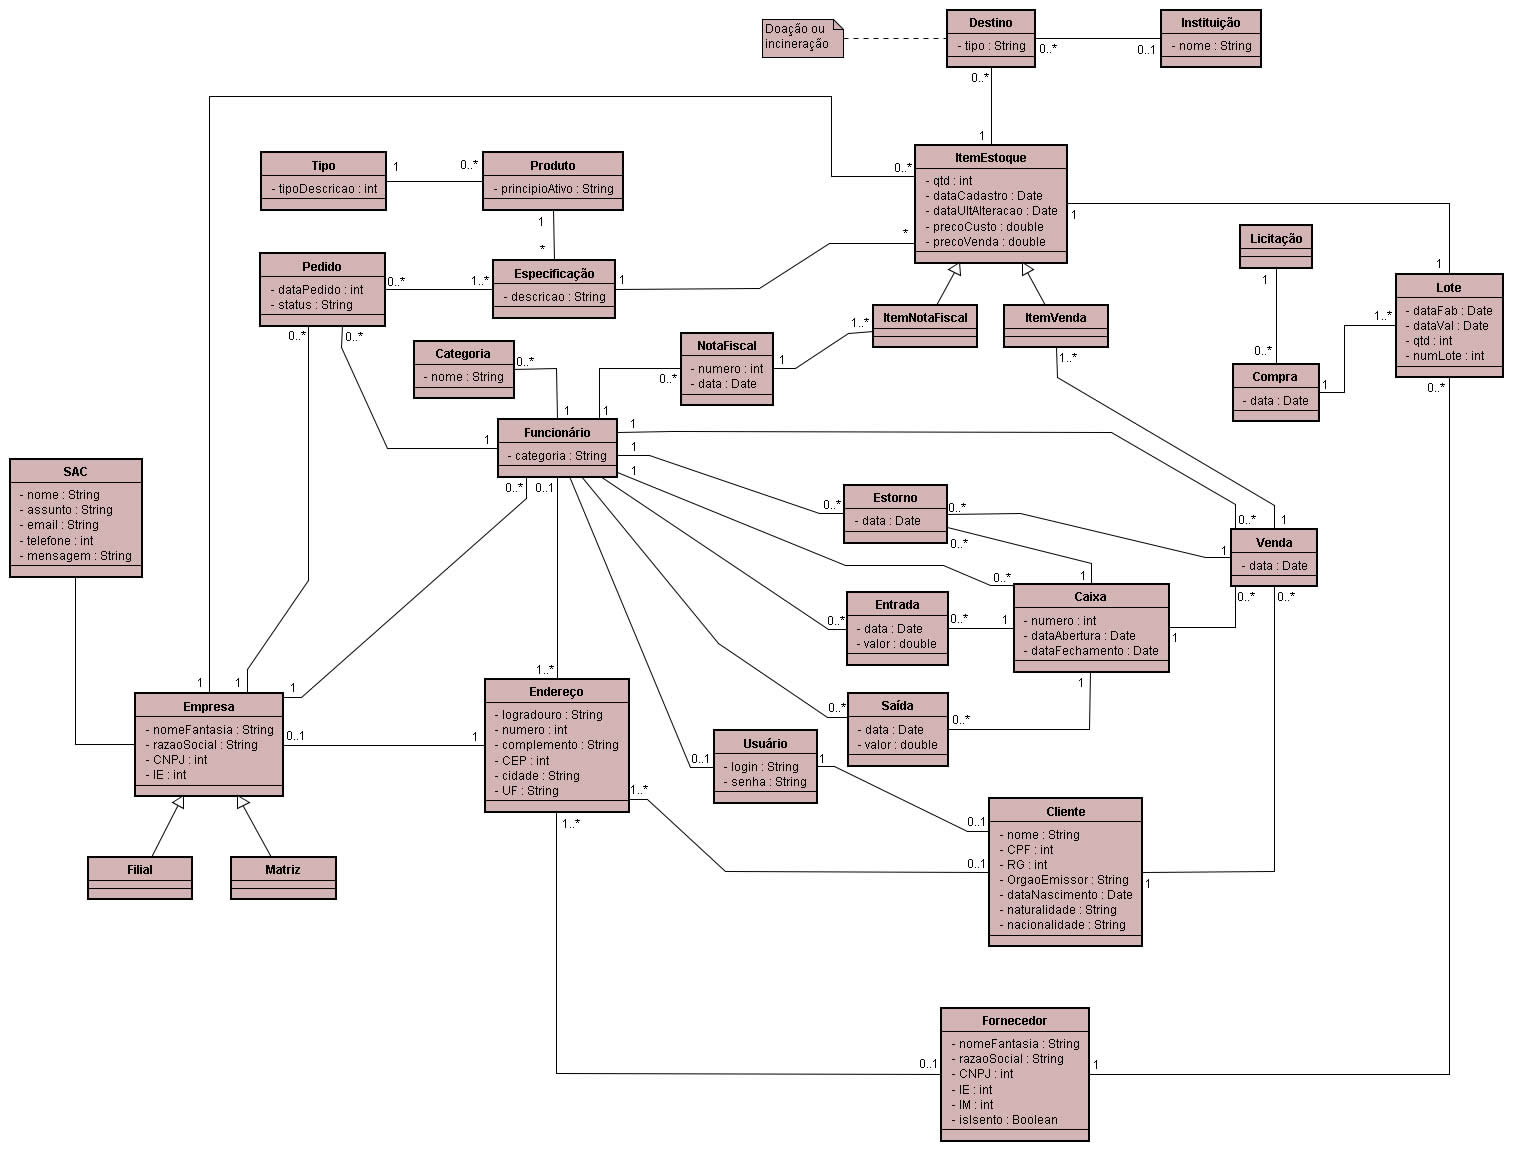 Doação ou
incineração
Destino
- tipo : String
0..*
0..1
Instituição
- nome : String
0..*
1
ItemEstoque
- qtd : int
- dataCadastro : Date
- dataUltAlteracao : Date
- precoCusto : double
- precoVenda : double
0..*
*
1
Tipo
- tipoDescricao : int
1
0..*
Produto
- principioAtivo : String
1
*
Pedido
- dataPedido : int
- status : String
0..*
1..*
0..*
0..*
Especificação
- descricao : String
1
Licitação
1
0..*
Compra
- data : Date
1
1..*
1
Lote
- dataFab : Date
- dataVal : Date
- qtd : int
- numLote : int
0..*
ItemNotaFiscal
1..*
ItemVenda
1..*
Categoria
- nome : String
0..*
NotaFiscal
- numero : int
- data : Date
0..*
1
1
1
1
Funcionário
- categoria : String
1
1
1
0..*
0..1
SAC
- nome : String
- assunto : String
- email : String
- telefone : int
- mensagem : String
Estorno
- data : Date
0..*
0..*
0..*
0..*
1
1
Venda
- data : Date
0..*
0..*
Entrada
- data : Date
- valor : double
0..*
0..*
1
0..*
1
Caixa
- numero : int
- dataAbertura : Date
- dataFechamento : Date
1
1
Saída
- data : Date
- valor : double
0..*
0..*
1
1
1
Empresa
- nomeFantasia : String
- razaoSocial : String
- CNPJ : int
- IE : int
0..1
1
1..*
Endereço
- logradouro : String
- numero : int
- complemento : String
- CEP : int
- cidade : String
- UF : String
1..*
1..*
Usuário
- login : String
- senha : String
0..1
1
Filial
Matriz
0..1
0..1
Cliente
- nome : String
- CPF : int
- RG : int
- OrgaoEmissor : String
- dataNascimento : Date
- naturalidade : String
- nacionalidade : String
1
Fornecedor
- nomeFantasia : String
- razaoSocial : String
- CNPJ : int
- IE : int
- IM : int
- isIsento : Boolean
0..1
1